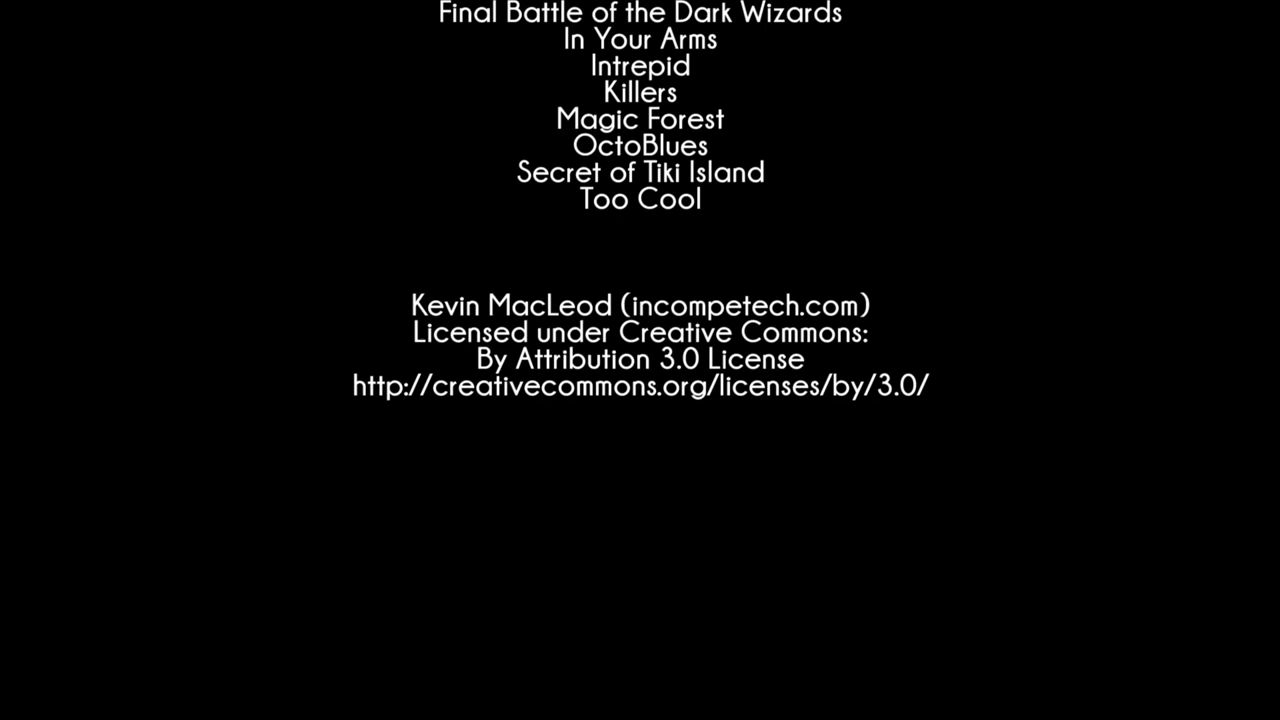 Final Battle of the Dark Wizards
In Your Arms
Intrepid
Killers
Magic Forest
OctoBlues
Secret of Tiki Island
Too Cool
Kevin MacLeod (incompetech.com)
Licensed under Creative Commons:
By Attribution 3.0 License
http://creativecommons.org/licenses/by/3.0/